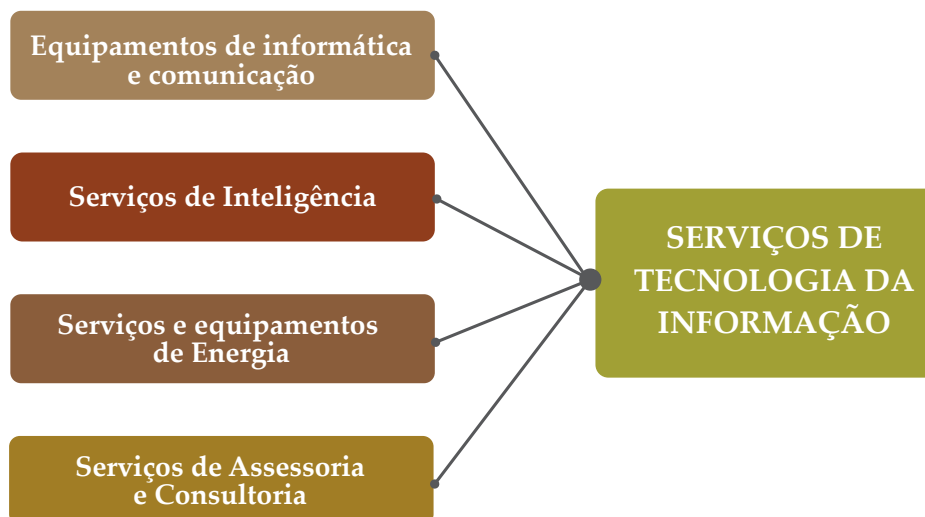 Equipamentos de informática
e comunicação
Serviços de Inteligência
Serviços e equipamentos
de Energia
Serviços de Assessoria
e Consultoria
SERVIÇOS DE
TECNOLOGIA DA
INFORMAÇÃO